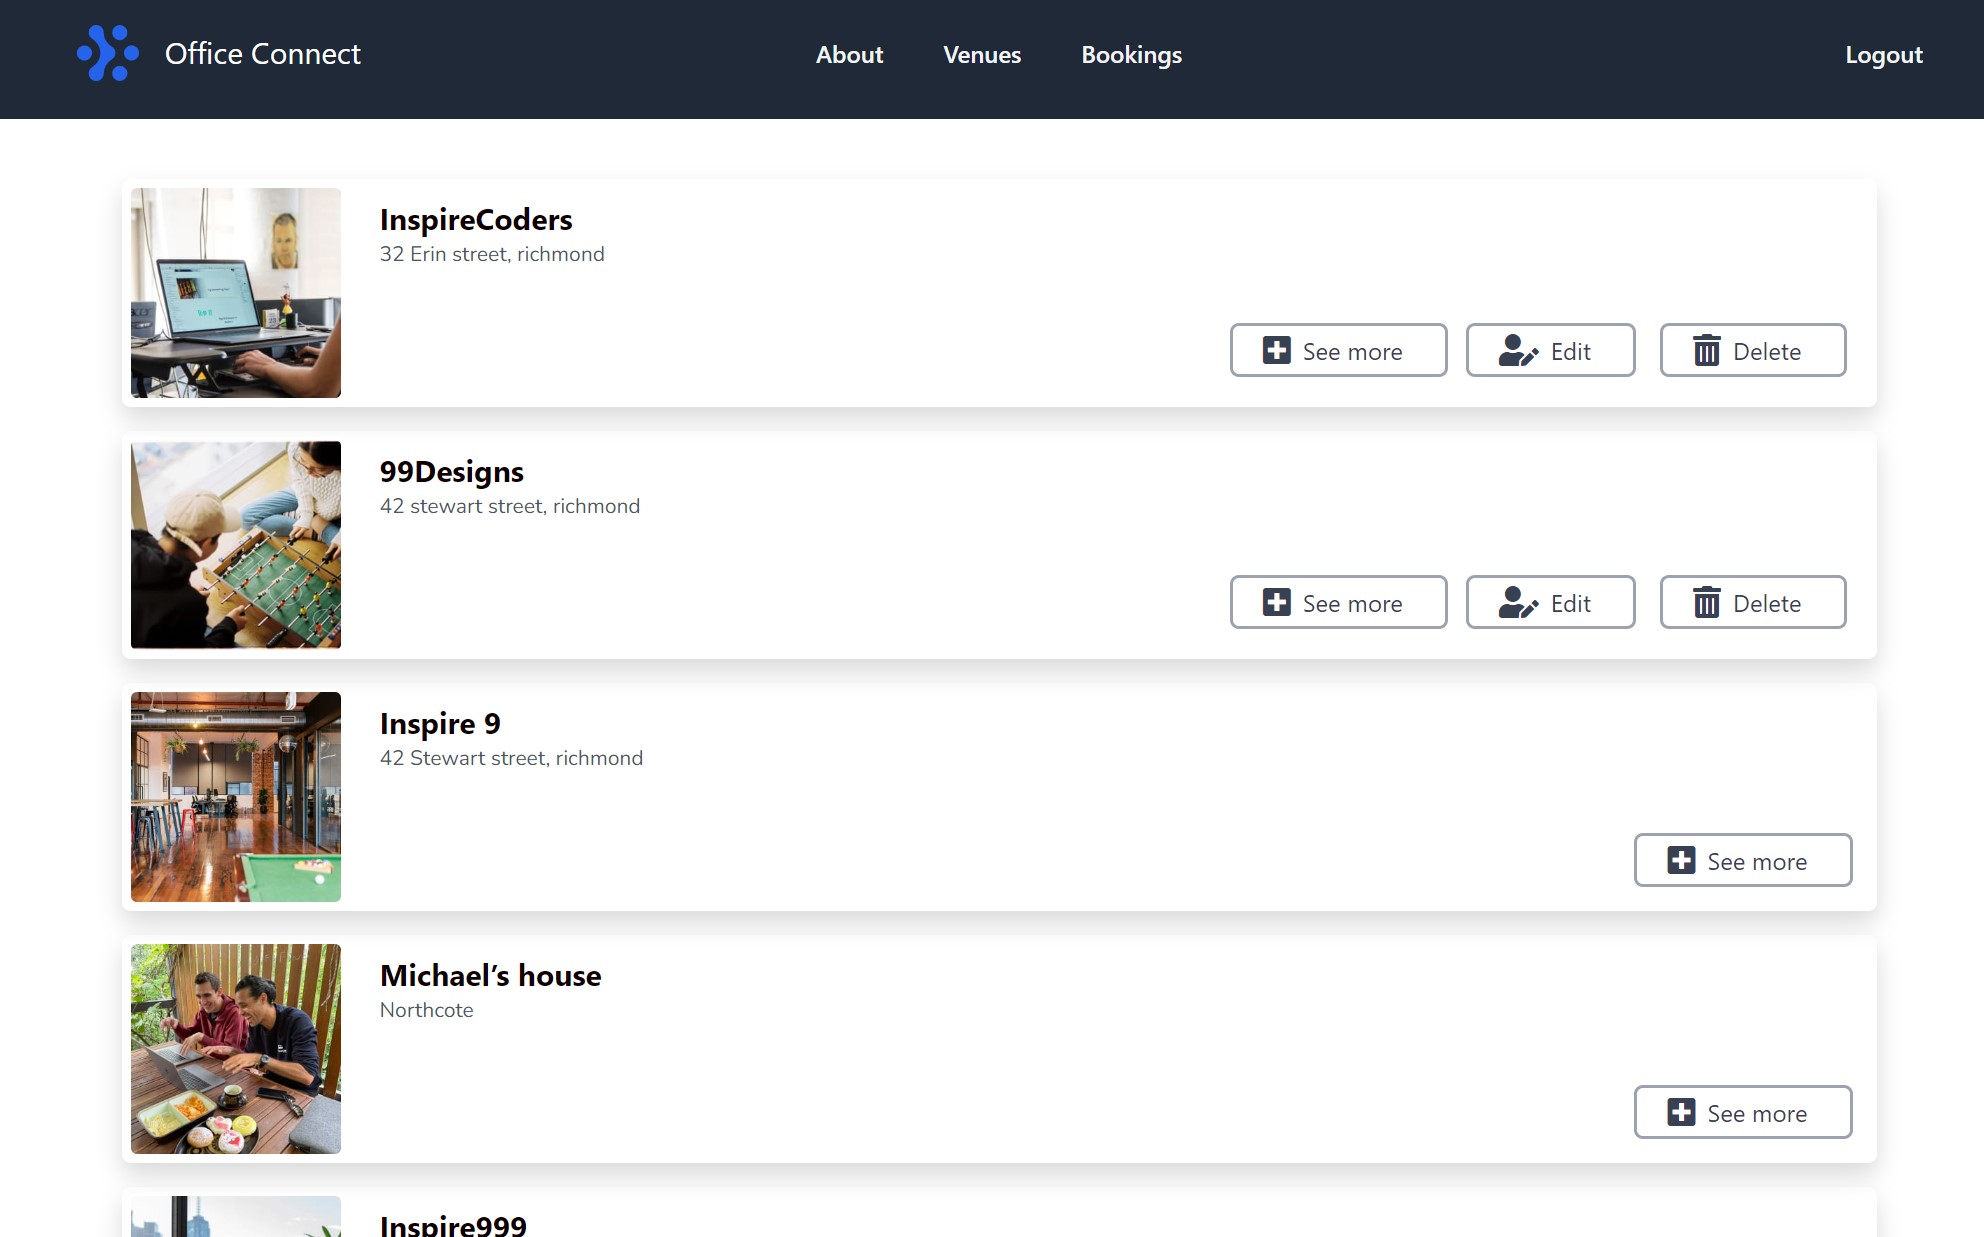 Office Connect
About Venues Bookings
Logout
InspireCoders
32 Erin street, richmond
See more Edit Delete
99Designs
42 stewart street, richmond
See more Edit Delete
Inspire 9
42 Stewart street, richmond
See more
Michael’s house
Northcote
See more
Inspire999